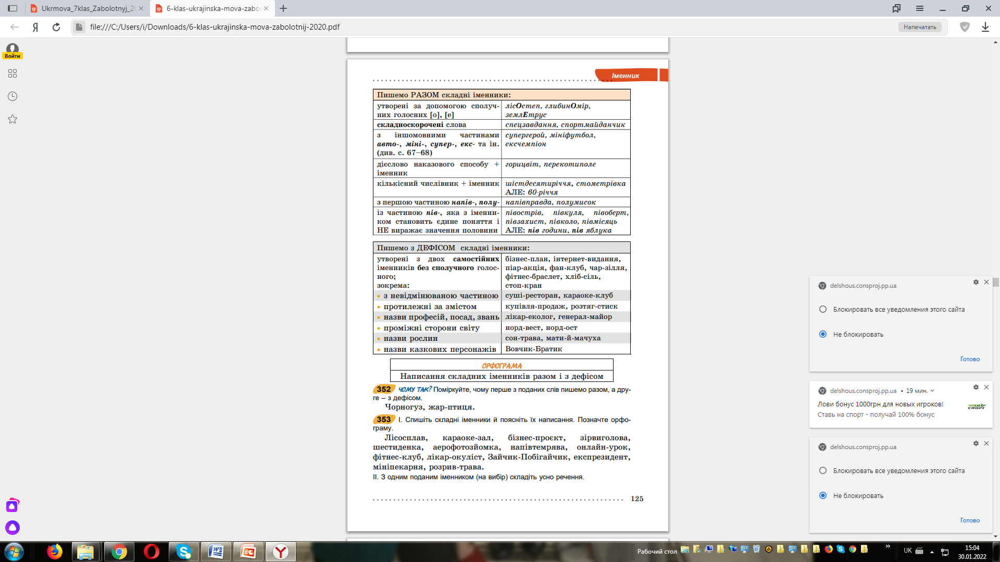 Ukrmova_7klas_Zabolotnyj_20
6-klas-ukrajinska-mova-zabol
Я
file:///C:/Users/i/Downloads/6-klas-ukrajinska-mova-zabolotnij-2020.pdf
Напечатать
Войти
Іменник
Пишемо РАЗОМ складні іменники:
утворені за допомогою сполуч-
них голосних [о], [е]
лісОстеп, глибинОмір,
землЕтрус
складноскорочені слова
спецзавдання, спортмайданчик
з іншомовними частинами
авто-, міні-, супер-, екс- та ін.
(див. с. 67–68)
супергерой, мініфутбол,
ексчемпіон
дієслово наказового способу +
іменник
горицвіт, перекотиполе
кількісний числівник + іменник
шістдесятиріччя, стометрівка
АЛЕ: 60-річчя
з першою частиною напів-, полу-
напівправда, полумисок
із частиною пів-, яка з іменни-
ком становить єдине поняття і
НЕ виражає значення половини
півострів, півкуля, півоберт,
півзахист, півколо, півмісяць
АЛЕ: пів години, пів яблука
Пишемо з ДЕФІСОМ складні іменники:
утворені з двох самостійних
іменників без сполучного голос-
ного;
зокрема:
бізнес-план, інтернет-видання,
піар-акція, фан-клуб, чар-зілля,
фітнес-браслет, хліб-сіль,
стоп-кран
• з невідмінюваною частиною
суші-ресторан, караоке-клуб
• протилежні за змістом
купівля-продаж, розтяг-стиск
• назви професій, посад, звань
лікар-еколог, генерал-майор
• проміжні сторони світу
норд-вест, норд-ост
• назви рослин
сон-трава, мати-й-мачуха
• назви казкових персонажів
Вовчик-Братик
ОРФОГРАМА
Написання складних іменників разом і з дефісом
352 ЧОМУ ТАК? Поміркуйте, чому перше з поданих слів пишемо разом, а дру-
ге – з дефісом.
Чорногуз, жар-птиця.
353 І. Спишіть складні іменники й поясніть їх написання. Позначте орфо-
граму.
Лісосплав, караоке-зал, бізнес-проєкт, зірвиголова,
шестиденка, аерофотозйомка, напівтемрява, онлайн-урок,
фітнес-клуб, лікар-окуліст, Зайчик-Побігайчик, експрезидент,
мініпекарня, розрив-трава.
ІІ. З одним поданим іменником (на вибір) складіть усно речення.
125
delshous.consproj.pp.ua
Блокировать все уведомления этого сайта
Не блокировать
Готово
delshous.consproj.pp.ua • 19 мин.
Лови бонус 1000грн для новых игроков!
Ставь на спорт - получай 100% бонус
delshous.consproj.pp.ua
Блокировать все уведомления этого сайта
Не блокировать
Готово
Рабочий стол
UK
15:04
30.01.2022